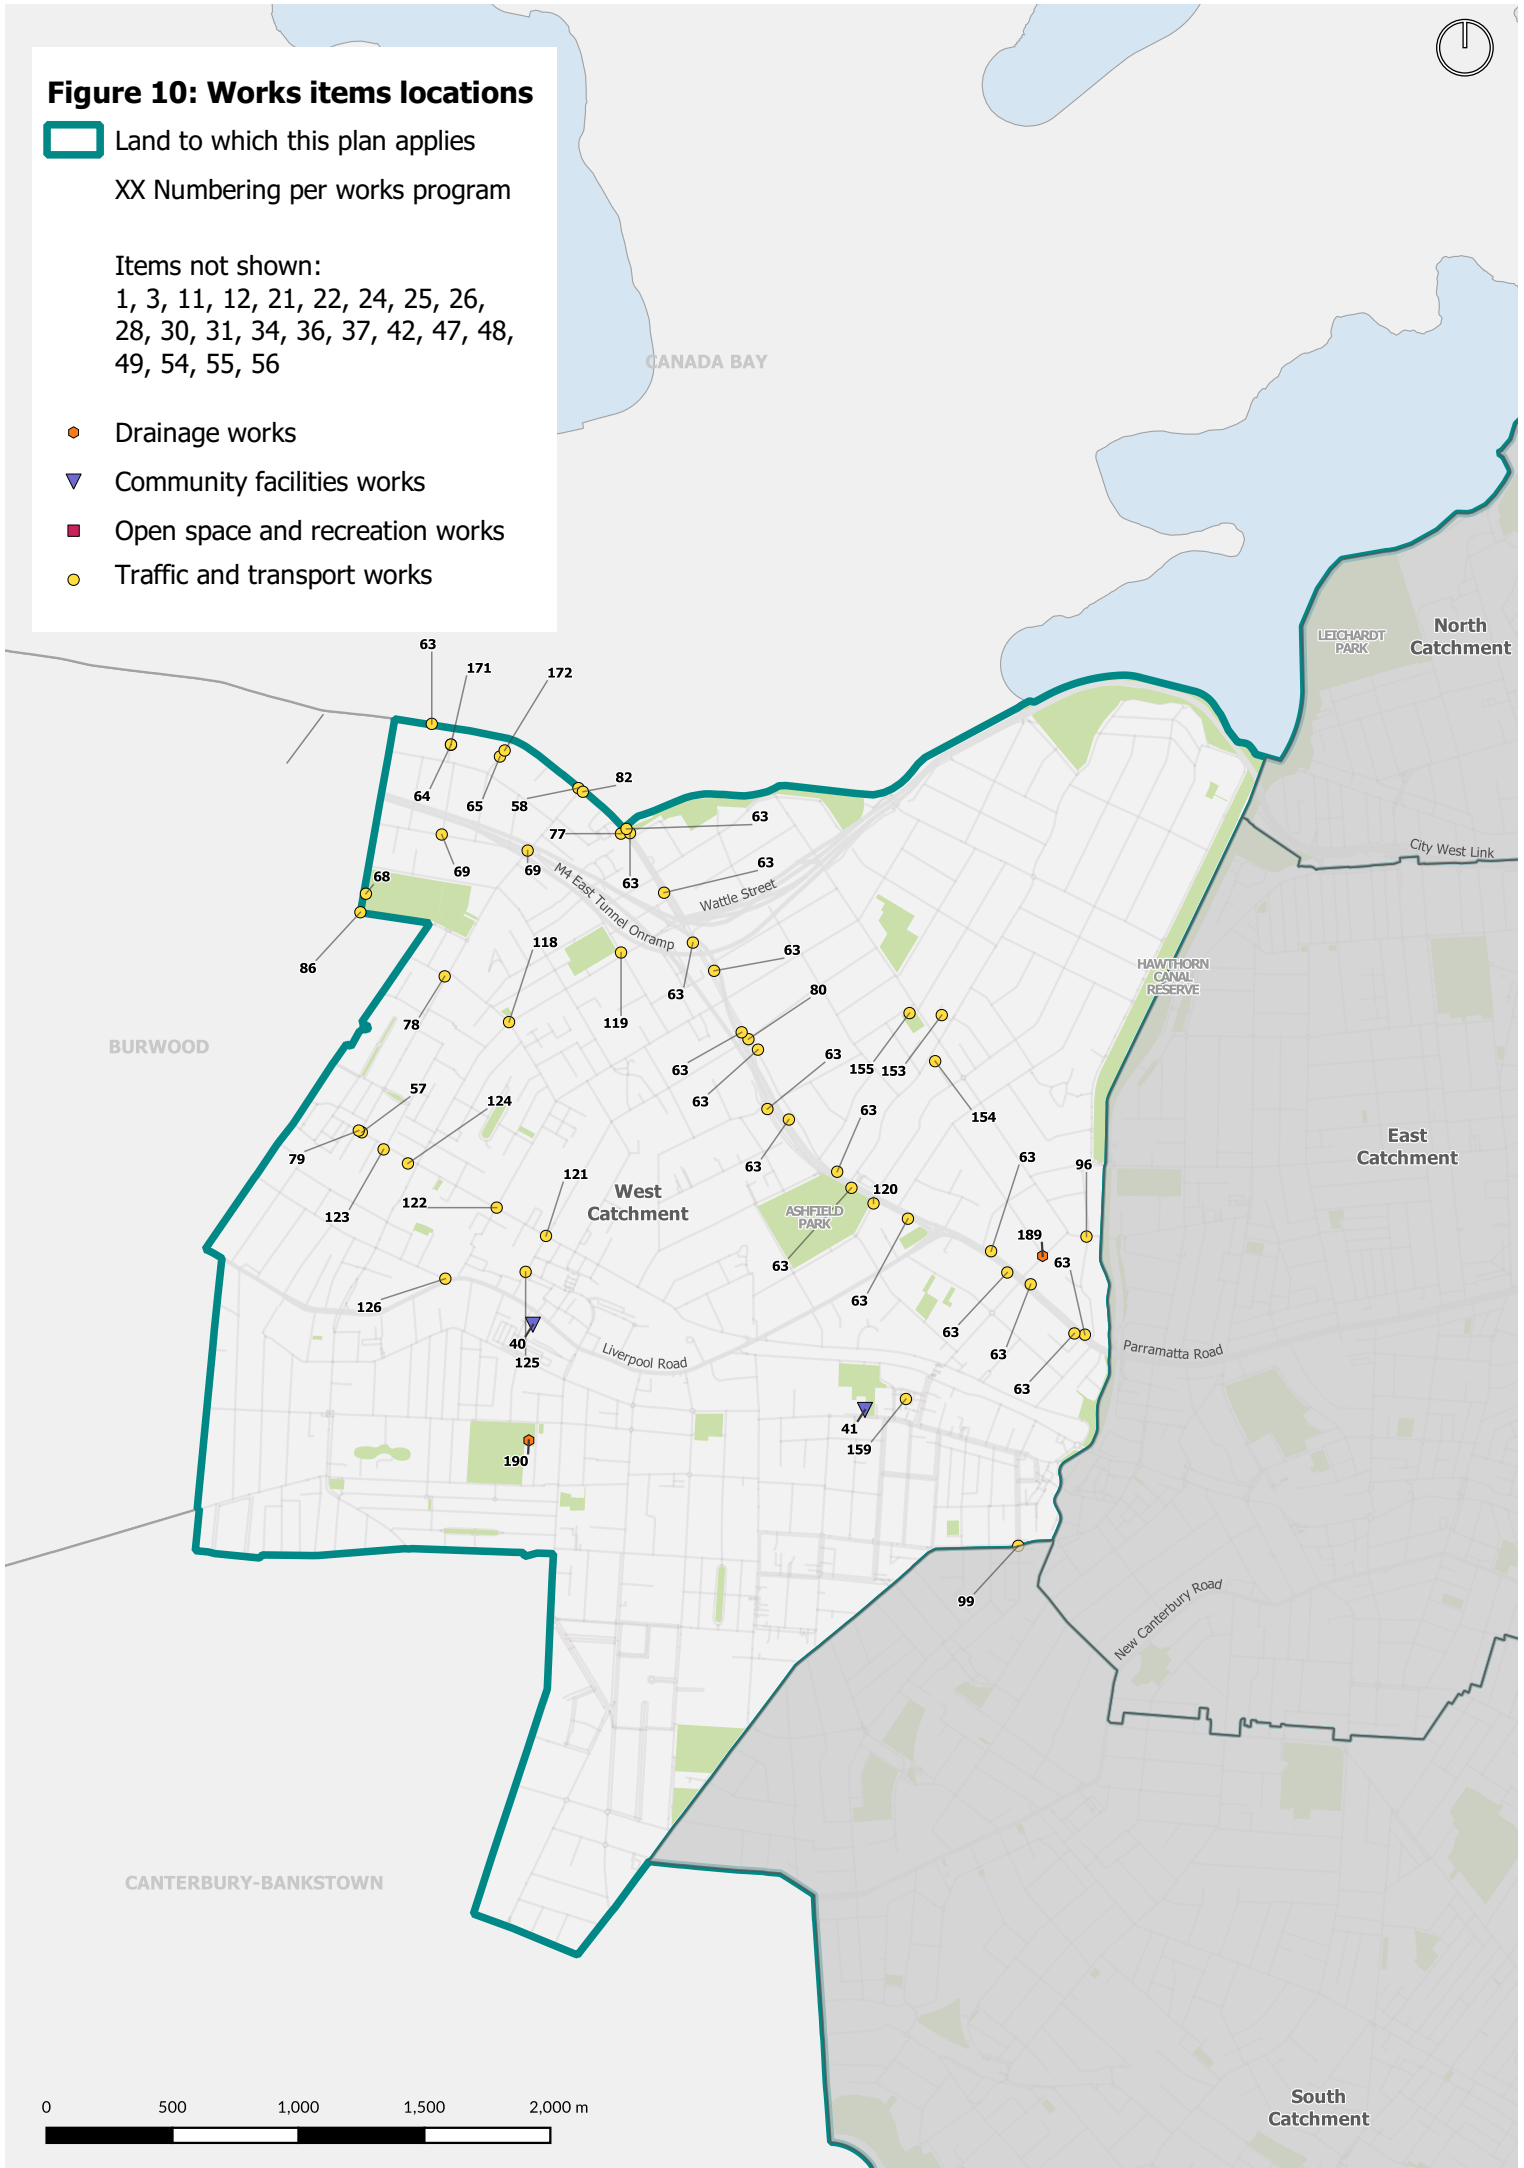 Figure 10: Works items locations
Land to which this plan applies
XX Numbering per works program
Items not shown:
1, 3, 11, 12, 21, 22, 24, 25, 26,
28, 30, 31, 34, 36, 37, 42, 47, 48,
49, 54, 55, 56
Drainage works
Community facilities works
Open space and recreation works
Traffic and transport works
CANADA BAY
LEICHARDT
PARK
North
Catchment
63
171
172
64
65
58
82
77
63
63
63
69
69
68
M4 East Tunnel Onramp
Wattle Street
City West Link
86
118
119
63
63
78
80
HAWTHORN
CANAL
RESERVE
BURWOOD
63
63
63
155
153
154
57
124
79
63
63
123
122
121
West
Catchment
ASHFIELD
PARK
120
63
96
East
Catchment
189
63
63
63
126
40
125
Liverpool Road
63
63
63
Parramatta Road
41
159
190
99
New Canterbury Road
CANTERBURY-BANKSTOWN
South
Catchment
0
500
1,000
1,500
2,000 m